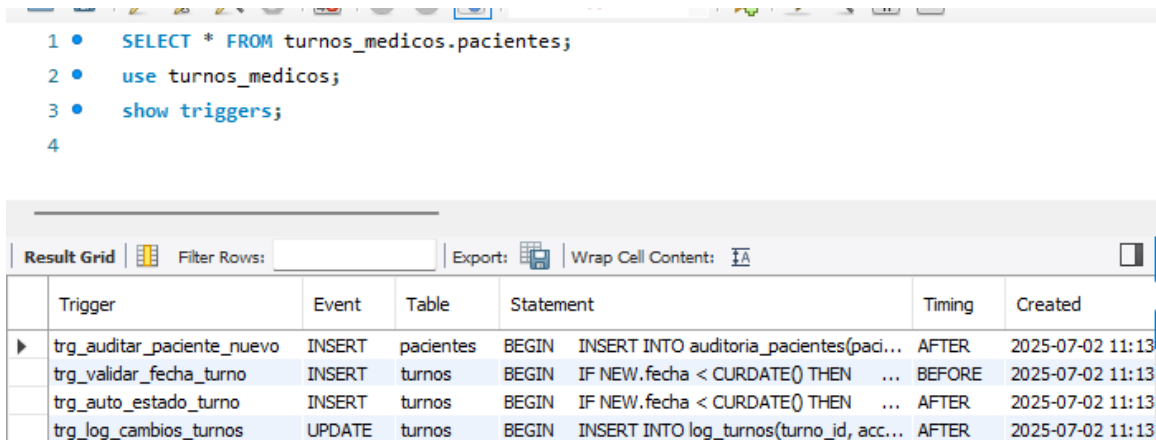 1 SELECT * FROM turnos_medicos.pacientes;
2 use turnos_medicos;
3 show triggers;
4
Result Grid Filter Rows: Export: Wrap Cell Content:
Trigger Event Table Statement Timing Created
trg_auditar_paciente_nuevo INSERT pacientes BEGIN INSERT INTO auditoria_pacientes(paci... AFTER 2025-07-02 11:13
trg_validar_fecha_turno INSERT turnos BEGIN IF NEW.fecha < CURDATE() THEN ... BEFORE 2025-07-02 11:13
trg_auto_estado_turno INSERT turnos BEGIN IF NEW.fecha < CURDATE() THEN ... AFTER 2025-07-02 11:13
trg_log_cambios_turnos UPDATE turnos BEGIN INSERT INTO log_turnos(turno_id, acc... AFTER 2025-07-02 11:13